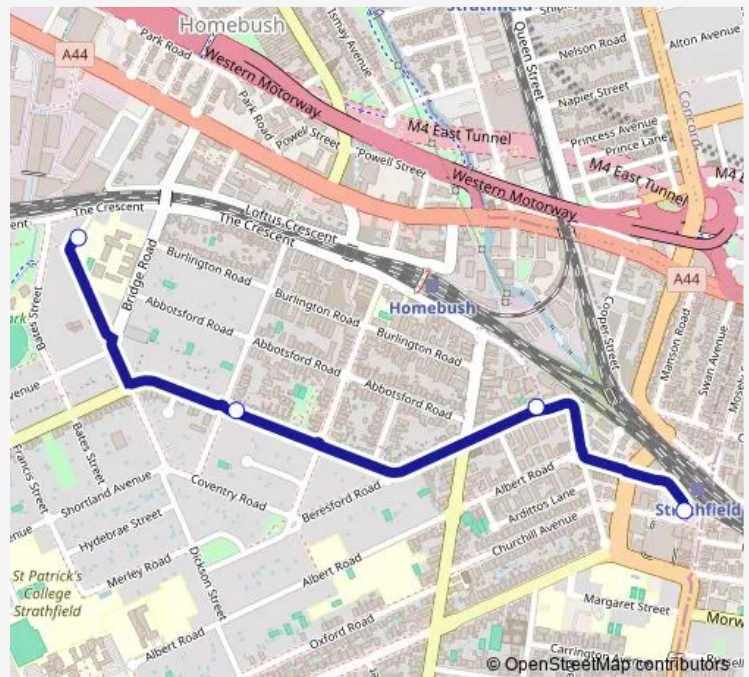 Strathfield
Homebush
Park Road
A44
Ismay Avenue
Western Motorway
Queen Street
Nelson Road
Alton Avenue
Napier Street
Park Road
Powell Street
M4 East Tunnel
Princess Avenue
Prince Lane
Concord
Powell Street
M4 East Tunnel
Western Motorway
The Crescent
Loftus Crescent
The Crescent
Bridge Road
Burlington Road
A44
Homebush
Cooper Street
Manson Road
Swan Avenue
Bates Street
Abbotsford Road
Burlington Road
Burlington Road
Abbotsford Road
Abbotsford Road
Francis Street
Bates Street
Shortland Avenue
Coventry Road
Beresford Road
Albert Road
Arditto Lane
Churchill Avenue
Strathfield
Hydebrae Street
Merley Road
Dickson Street
Albert Road
St Patrick's
College
Strathfield
Albert Road
Oxford Road
Margaret Street
Carrington Avenue
© OpenStreetMap contributors